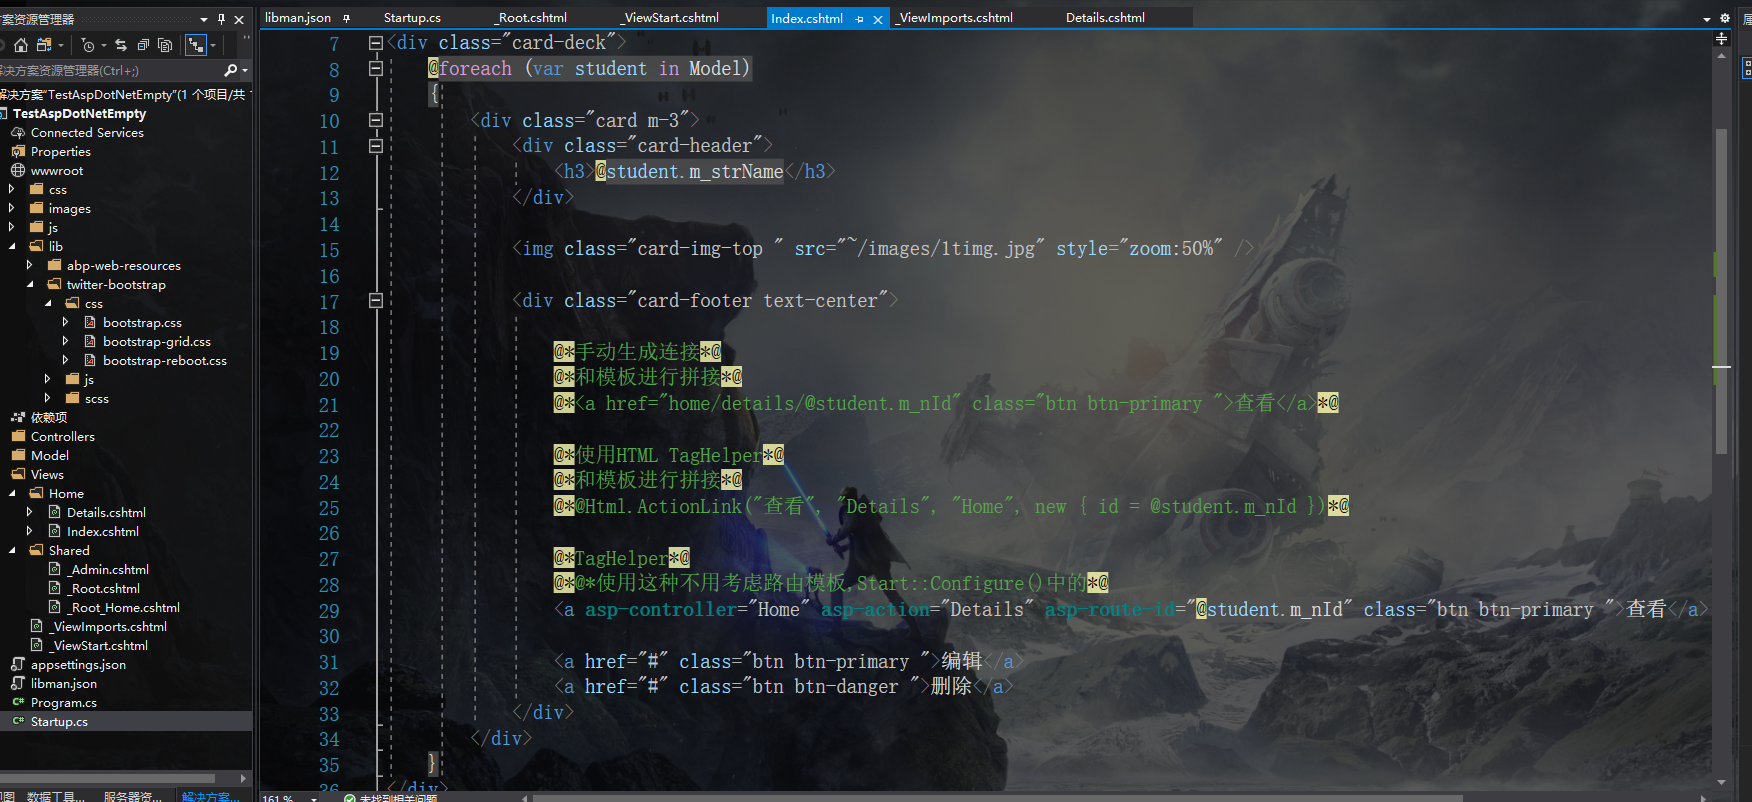 方案资源管理器
解决方案资源管理器(Ctrl+;)
解决方案"TestAspDotNetEmpty"(1 个项目/共 1
TestAspDotNetEmpty
Connected Services
Properties
wwwroot
css
images
js
lib
abp-web-resources
twitter-bootstrap
css
bootstrap.css
bootstrap-grid.css
bootstrap-reboot.css
js
scss
依赖项
Controllers
Model
Views
Home
Details.cshtml
Index.cshtml
Shared
_Admin.cshtml
_Root.cshtml
_Root_Home.cshtml
_ViewImports.cshtml
_ViewStart.cshtml
appsettings.json
libman.json
C# Program.cs
C# Startup.cs
数据工具... 服务器资... 解决方案...
libman.json Startup.cs _Root.cshtml _ViewStart.cshtml Index.cshtml _ViewImports.cshtml Details.cshtml
7 <div class="card-deck">
8 @foreach (var student in Model)
9 {
10 <div class="card m-3">
11 <div class="card-header">
12 <h3>@student.m_strName</h3>
13 </div>
14
15 <img class="card-img-top " src="~/images/1timg.jpg" style="zoom:50%" />
16
17 <div class="card-footer text-center">
18
19 @*手动生成连接*@
20 @*和模板进行拼接*@
21 @*<a href="home/details/@student.m_nId" class="btn btn-primary ">查看</a>*@
22
23 @*使用HTML TagHelper*@
24 @*和模板进行拼接*@
25 @*@Html.ActionLink("查看", "Details", "Home", new { id = @student.m_nId })*@
26
27 @*TagHelper*@
28 @*@*使用这种不用考虑路由模板,Start::Configure()中的*@
29 <a asp-controller="Home" asp-action="Details" asp-route-id="@student.m_nId" class="btn btn-primary ">查看</a>
30
31 <a href="#" class="btn btn-primary ">编辑</a>
32 <a href="#" class="btn btn-danger ">删除</a>
33 </div>
34 </div>
35 }
36 </div>
161 % 未找到相关问题